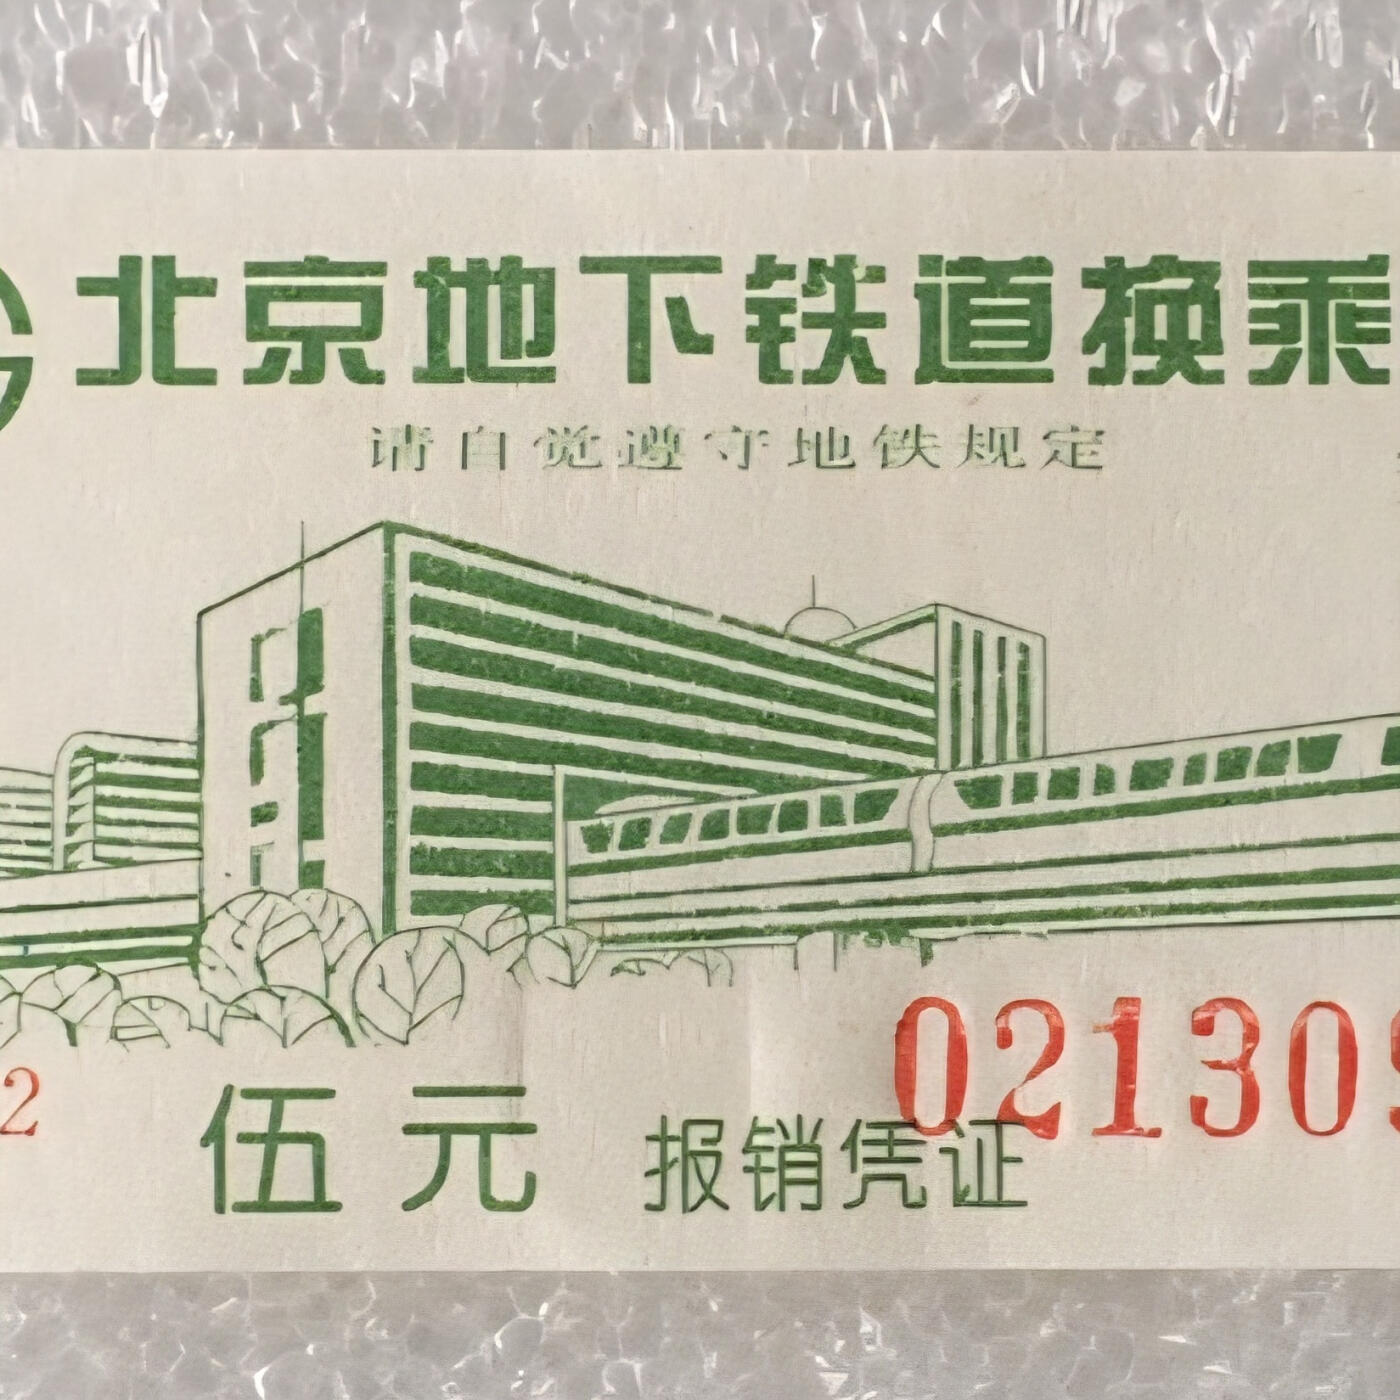 北京地下铁道换乘
请自觉遵守地铁规定
021309
2
伍元
报销凭证